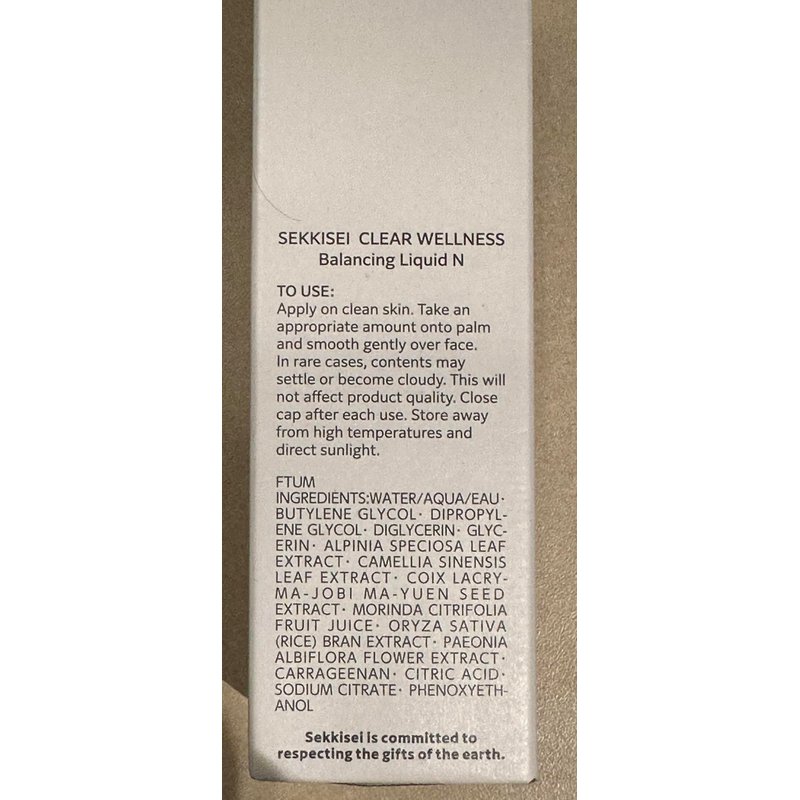 SEKKISEI CLEAR WELLNESS
Balancing Liquid N
TO USE:
Apply on clean skin. Take an
appropriate amount onto palm
and smooth gently over face.
In rare cases, contents may
settle or become cloudy. This will
not affect product quality. Close
cap after each use. Store away
from high temperatures and
direct sunlight.
FTUM
INGREDIENTS:WATER/AQUA/EAU·
BUTYLENE GLYCOL· DIPROPYL-
ENE GLYCOL· DIGLYCERIN· GLYC-
ERIN· ALPINIA SPECIOSA LEAF
EXTRACT· CAMELLIA SINENSIS
LEAF EXTRACT· COIX LACRY-
MA-JOBI MA-YUEN SEED
EXTRACT· MORINDA CITRIFOLIA
FRUIT JUICE· ORYZA SATIVA
(RICE) BRAN EXTRACT· PAEONIA
ALBIFLORA FLOWER EXTRACT·
CARRAGEENAN· CITRIC ACID·
SODIUM CITRATE· PHENOXYETH-
ANOL
Sekkisei is committed to
respecting the gifts of the earth.